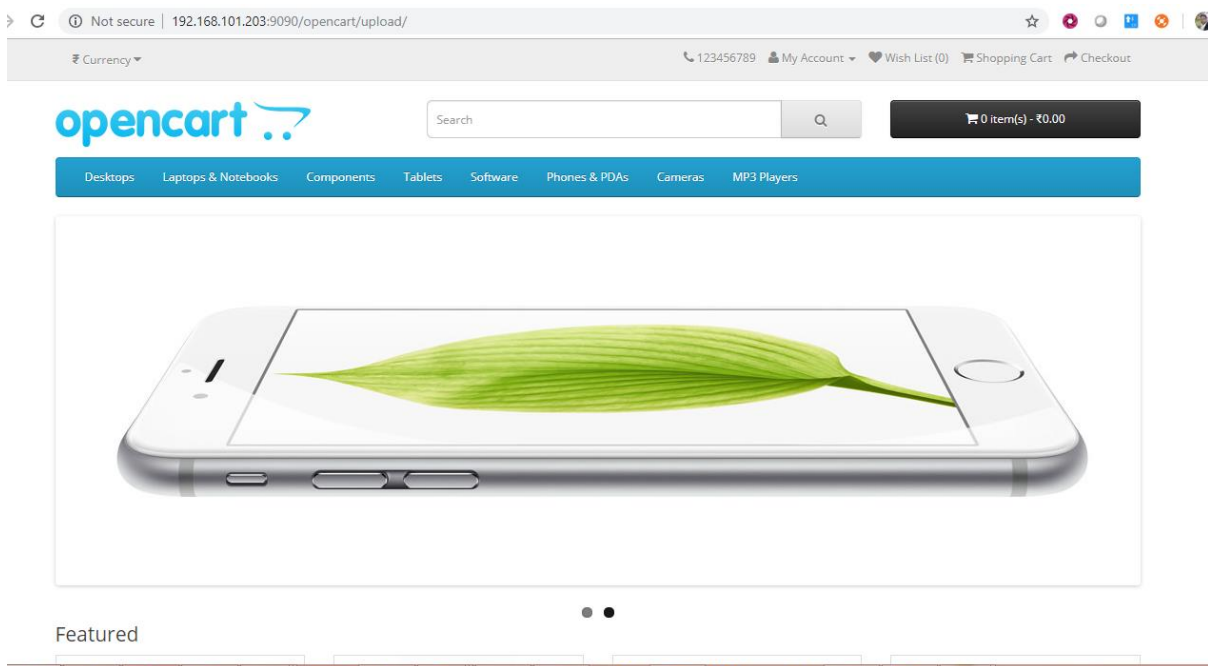 Not secure | 192.168.101.203:9090/opencart/upload/
₹ Currency
123456789 My Account Wish List (0) Shopping Cart Checkout
opencart
Search
0 item(s) - ₹0.00
Desktops Laptops & Notebooks Components Tablets Software Phones & PDAs Cameras MP3 Players
Featured